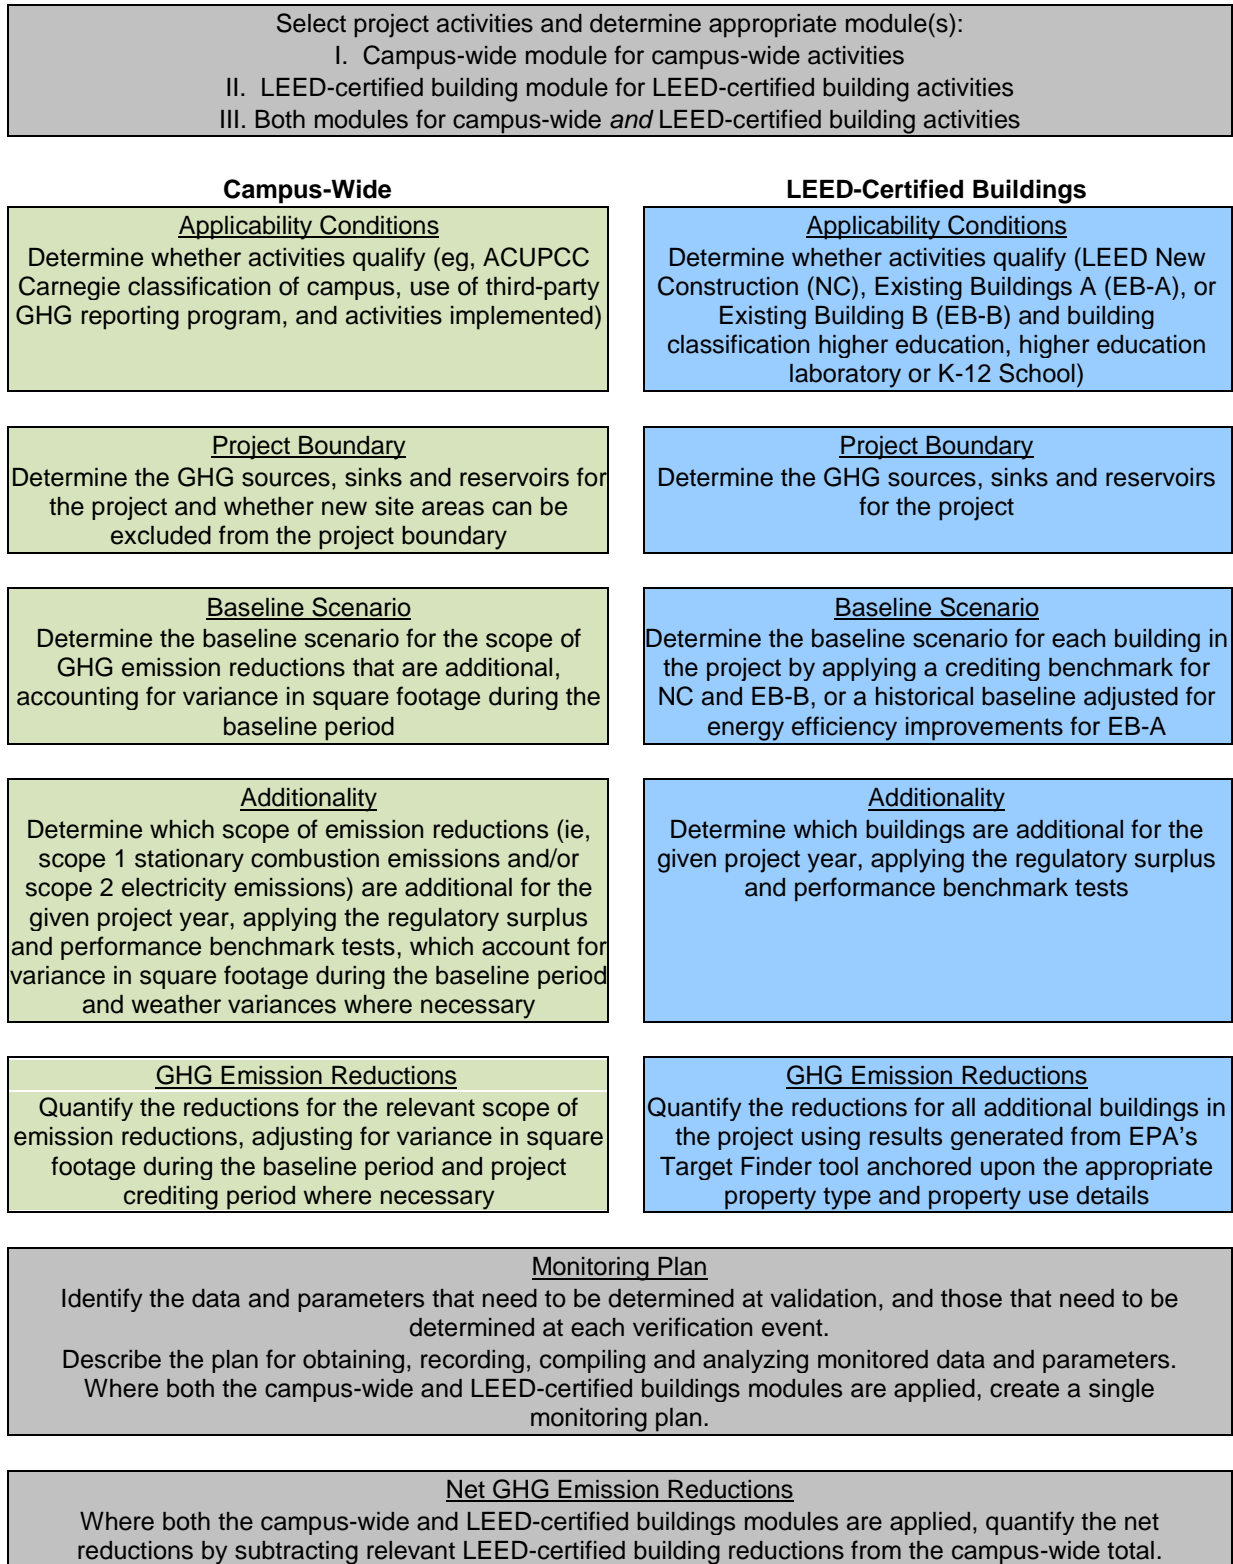 Select project activities and determine appropriate module(s):
I. Campus-wide module for campus-wide activities
II. LEED-certified building module for LEED-certified building activities
III. Both modules for campus-wide and LEED-certified building activities
Campus-Wide
Applicability Conditions
Determine whether activities qualify (eg, ACUPCC
Carnegie classification of campus, use of third-party
GHG reporting program, and activities implemented)
Project Boundary
Determine the GHG sources, sinks and reservoirs for
the project and whether new site areas can be
excluded from the project boundary
Baseline Scenario
Determine the baseline scenario for the scope of
GHG emission reductions that are additional,
accounting for variance in square footage during the
baseline period
Additionality
Determine which scope of emission reductions (ie,
scope 1 stationary combustion emissions and/or
scope 2 electricity emissions) are additional for the
given project year, applying the regulatory surplus
and performance benchmark tests, which account for
variance in square footage during the baseline period
and weather variances where necessary
GHG Emission Reductions
Quantify the reductions for the relevant scope of
emission reductions, adjusting for variance in square
footage during the baseline period and project
crediting period where necessary
LEED-Certified Buildings
Applicability Conditions
Determine whether activities qualify (LEED New
Construction (NC), Existing Buildings A (EB-A), or
Existing Building B (EB-B) and building
classification higher education, higher education
laboratory or K-12 School)
Project Boundary
Determine the GHG sources, sinks and reservoirs
for the project
Baseline Scenario
Determine the baseline scenario for each building in
the project by applying a crediting benchmark for
NC and EB-B, or a historical baseline adjusted for
energy efficiency improvements for EB-A
Additionality
Determine which buildings are additional for the
given project year, applying the regulatory surplus
and performance benchmark tests
GHG Emission Reductions
Quantify the reductions for all additional buildings in
the project using results generated from EPA’s
Target Finder tool anchored upon the appropriate
property type and property use details
Monitoring Plan
Identify the data and parameters that need to be determined at validation, and those that need to be
determined at each verification event.
Describe the plan for obtaining, recording, compiling and analyzing monitored data and parameters.
Where both the campus-wide and LEED-certified buildings modules are applied, create a single
monitoring plan.
Net GHG Emission Reductions
Where both the campus-wide and LEED-certified buildings modules are applied, quantify the net
reductions by subtracting relevant LEED-certified building reductions from the campus-wide total.